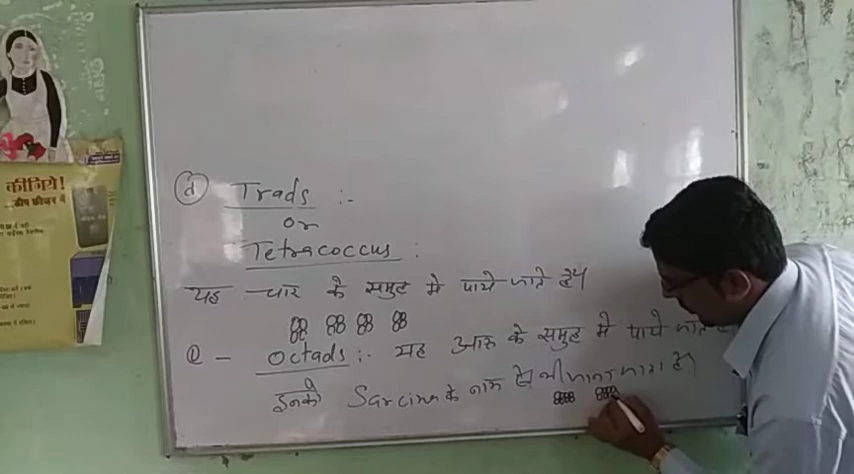 कीजिये!
(d) Trads :-
or
Tetracoccus :
यह चार के समुह मे पाये जाते है।
e - Octads :- यह आठ के समुह मे पाये जाते
इनको Sarcina के नाम से भी जाना जाता है।